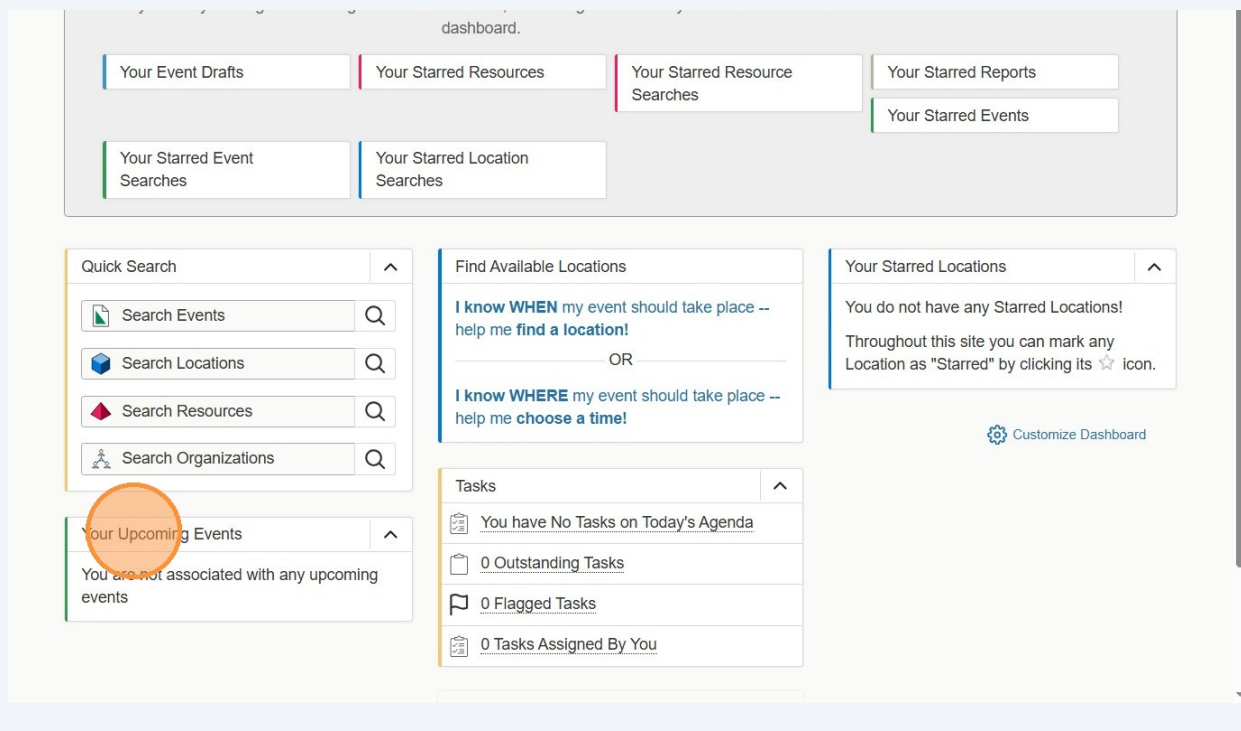 dashboard.
Your Event Drafts
Your Starred Resources
Your Starred Resource
Searches
Your Starred Reports
Your Starred Events
Your Starred Event
Searches
Your Starred Location
Searches
Quick Search
Search Events
Search Locations
Search Resources
Search Organizations
Your Upcoming Events
You are not associated with any upcoming
events
Find Available Locations
I know WHEN my event should take place --
help me find a location!
OR
I know WHERE my event should take place --
help me choose a time!
Tasks
You have No Tasks on Today's Agenda
0 Outstanding Tasks
0 Flagged Tasks
0 Tasks Assigned By You
Your Starred Locations
You do not have any Starred Locations!
Throughout this site you can mark any
Location as "Starred" by clicking its icon.
Customize Dashboard